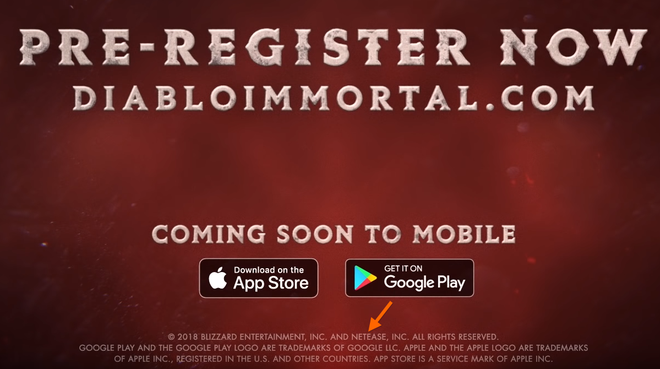 PRE-REGISTER NOW
DIABLOIMMORTAL.COM
COMING SOON TO MOBILE
Download on the
App Store
GET IT ON
Google Play
© 2018 BLIZZARD ENTERTAINMENT, INC. AND NETEASE, INC. ALL RIGHTS RESERVED.
GOOGLE PLAY AND THE GOOGLE PLAY LOGO ARE TRADEMARKS OF GOOGLE LLC. APPLE AND THE APPLE LOGO ARE TRADEMARKS
OF APPLE INC., REGISTERED IN THE U.S. AND OTHER COUNTRIES. APP STORE IS A SERVICE MARK OF APPLE INC.